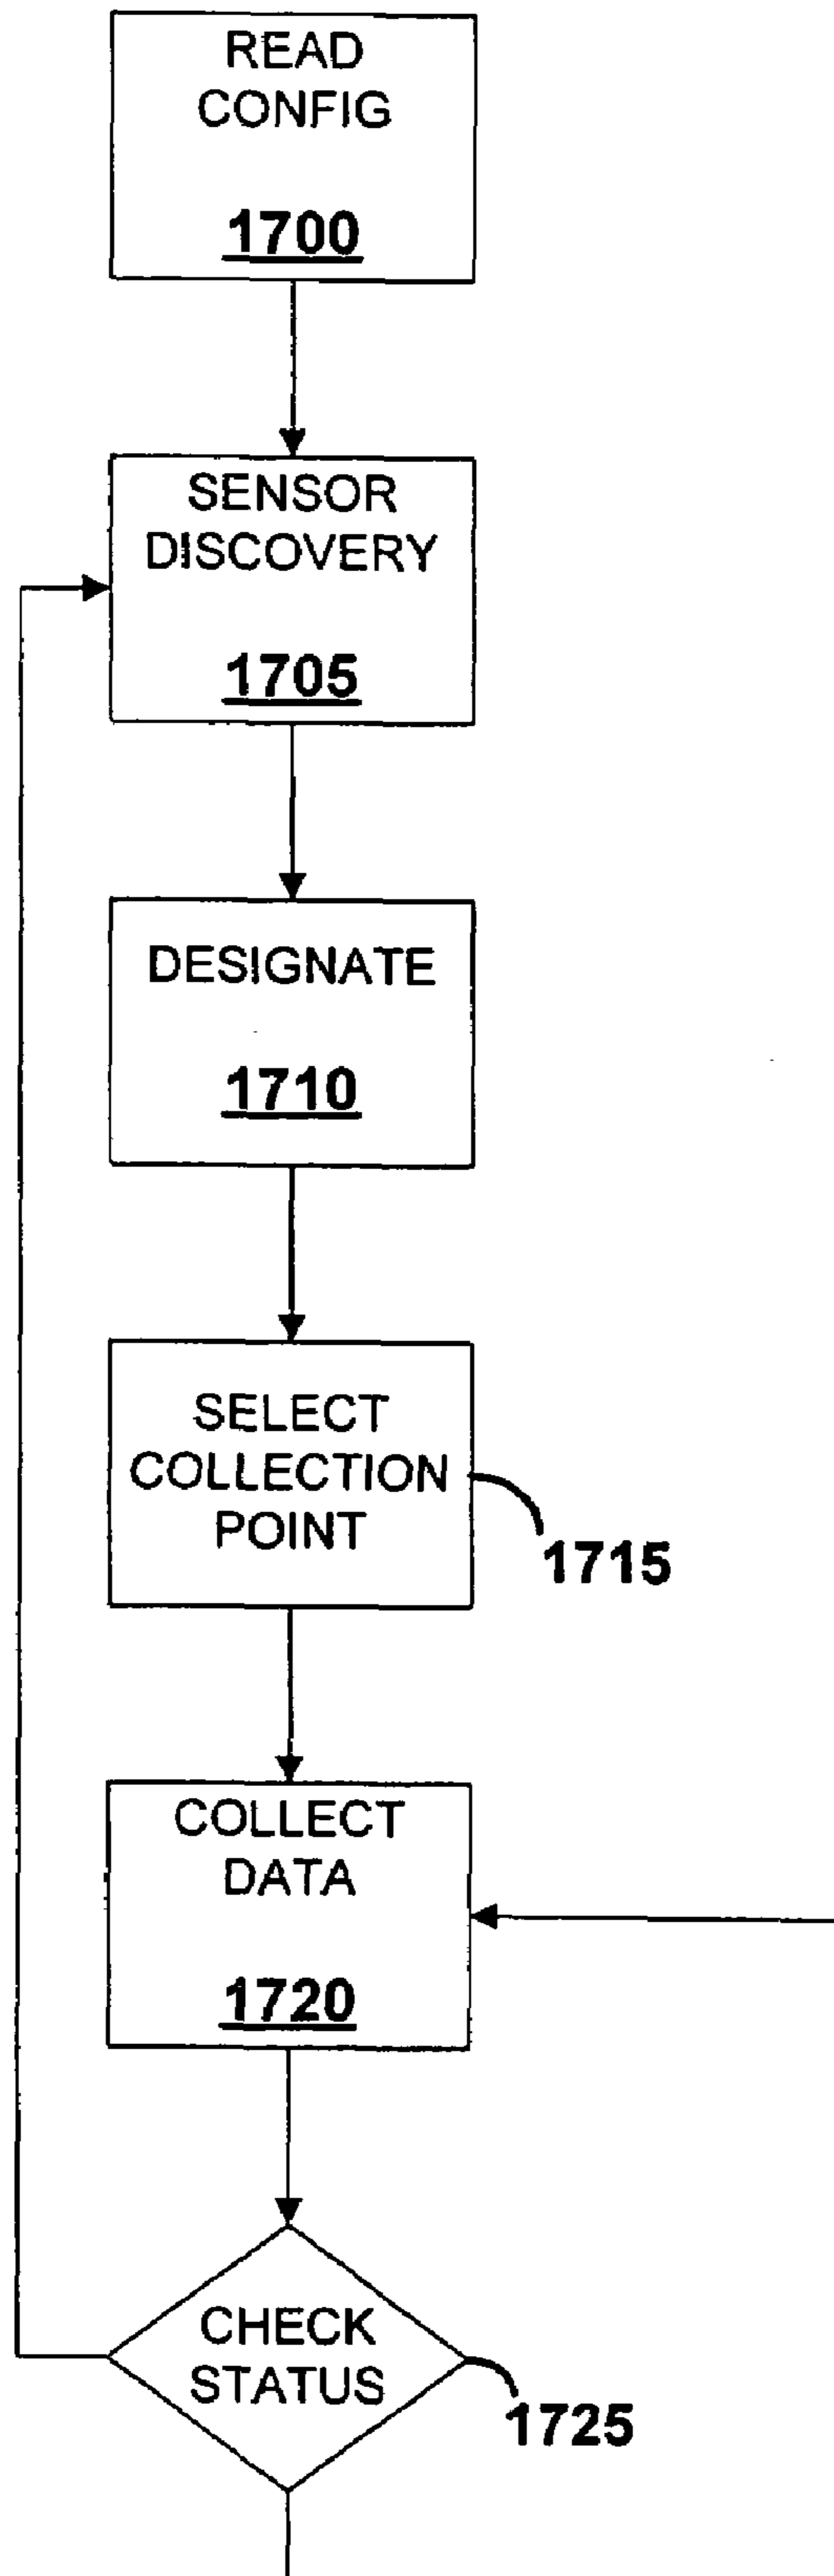 READ
CONFIG
1700
SENSOR
DISCOVERY
1705
DESIGNATE
1710
SELECT
COLLECTION
POINT
1715
COLLECT
DATA
1720
CHECK
STATUS
1725